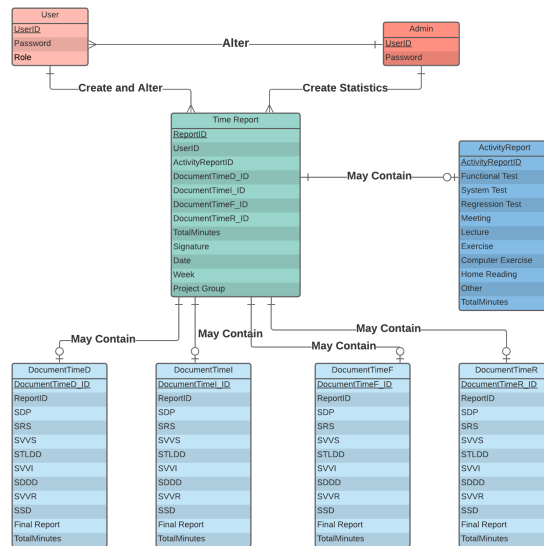 User
UserID
Password
Role
Alter
Admin
UserID
Password
Create and Alter
Create Statistics
Time Report
ReportID
UserID
ActivityReportID
DocumentTimeD_ID
DocumentTimeI_ID
DocumentTimeF_ID
DocumentTimeR_ID
TotalMinutes
Signature
Date
Week
Project Group
May Contain
ActivityReport
ActivityReportID
Functional Test
System Test
Regression Test
Meeting
Lecture
Exercise
Computer Exercise
Home Reading
Other
TotalMinutes
May Contain
May Contain
May Contain
May Contain
DocumentTimeD
DocumentTimeD_ID
ReportID
SDP
SRS
SVVS
STLDD
SVVI
SDDD
SVVR
SSD
Final Report
TotalMinutes
DocumentTimeI
DocumentTimeI_ID
ReportID
SDP
SRS
SVVS
STLDD
SVVI
SDDD
SVVR
SSD
Final Report
TotalMinutes
DocumentTimeF
DocumentTimeF_ID
ReportID
SDP
SRS
SVVS
STLDD
SVVI
SDDD
SVVR
SSD
Final Report
TotalMinutes
DocumentTimeR
DocumentTimeR_ID
ReportID
SDP
SRS
SVVS
STLDD
SVVI
SDDD
SVVR
SSD
Final Report
TotalMinutes